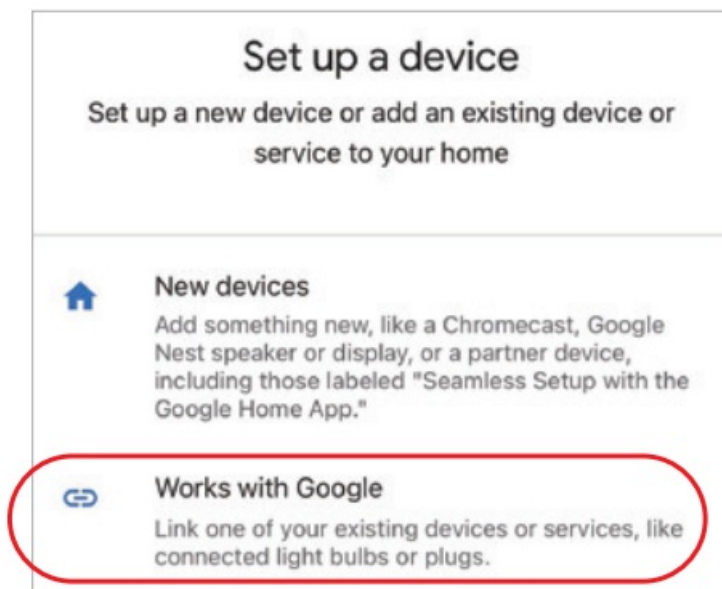 Set up a device
Set up a new device or add an existing device or
service to your home
New devices
Add something new, like a Chromecast, Google
Nest speaker or display, or a partner device,
including those labeled "Seamless Setup with the
Google Home App."
Works with Google
Link one of your existing devices or services, like
connected light bulbs or plugs.